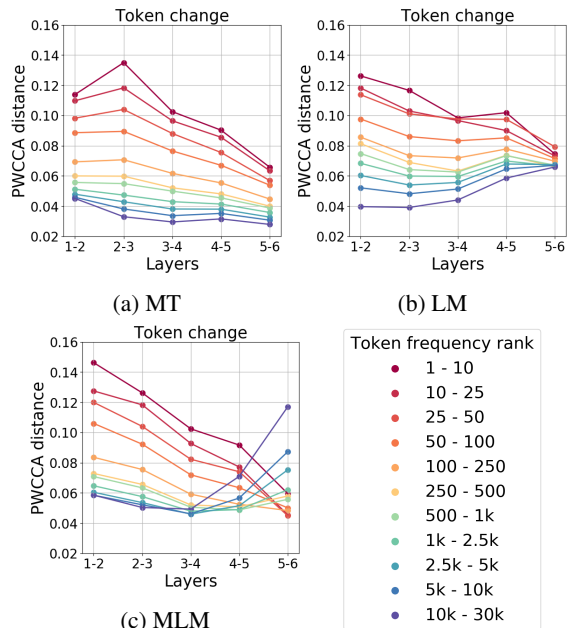 Token change
PWCCA distance
0.16
0.14
0.12
0.10
0.08
0.06
0.04
0.02
1-2 2-3 3-4 4-5 5-6
Layers
(a) MT
Token change
PWCCA distance
0.16
0.14
0.12
0.10
0.08
0.06
0.04
0.02
1-2 2-3 3-4 4-5 5-6
Layers
(b) LM
Token change
PWCCA distance
0.16
0.14
0.12
0.10
0.08
0.06
0.04
0.02
1-2 2-3 3-4 4-5 5-6
Layers
(c) MLM
Token frequency rank
1 - 10
10 - 25
25 - 50
50 - 100
100 - 250
250 - 500
500 - 1k
1k - 2.5k
2.5k - 5k
5k - 10k
10k - 30k